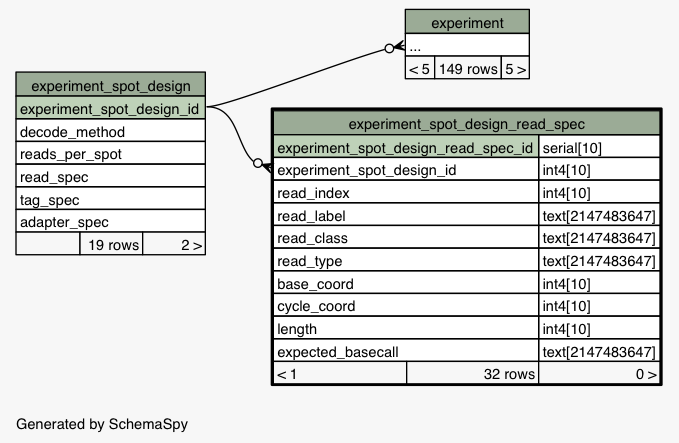 experiment
...
< 5 149 rows 5 >
experiment_spot_design
experiment_spot_design_id
decode_method
reads_per_spot
read_spec
tag_spec
adapter_spec
19 rows 2 >
experiment_spot_design_read_spec
experiment_spot_design_read_spec_id serial[10]
experiment_spot_design_id int4[10]
read_index int4[10]
read_label text[2147483647]
read_class text[2147483647]
read_type text[2147483647]
base_coord int4[10]
cycle_coord int4[10]
length int4[10]
expected_basecall text[2147483647]
< 1 32 rows 0 >
Generated by SchemaSpy